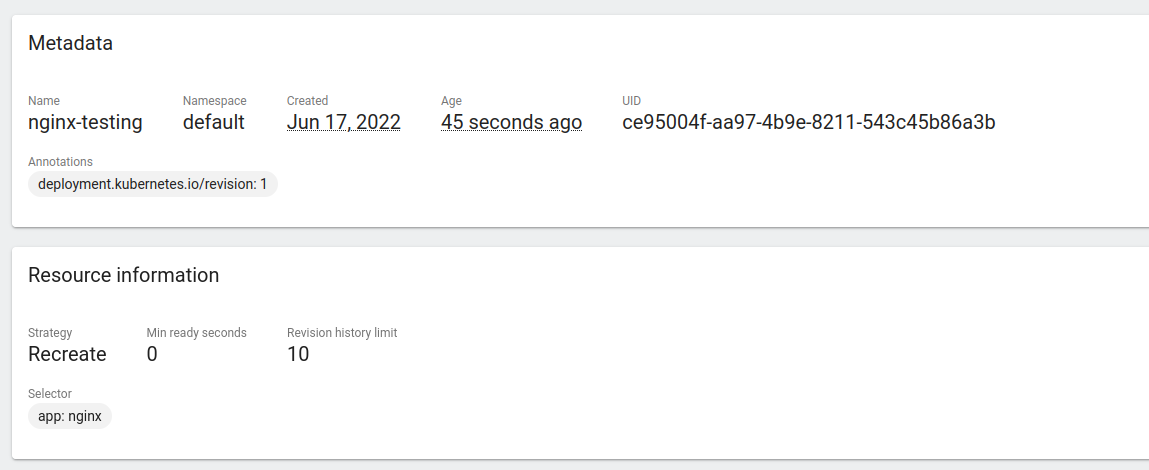 Metadata
Name Namespace Created Age UID
nginx-testing default Jun 17, 2022 45 seconds ago ce95004f-aa97-4b9e-8211-543c45b86a3b
Annotations
deployment.kubernetes.io/revision: 1
Resource information
Strategy Min ready seconds Revision history limit
Recreate 0 10
Selector
app: nginx